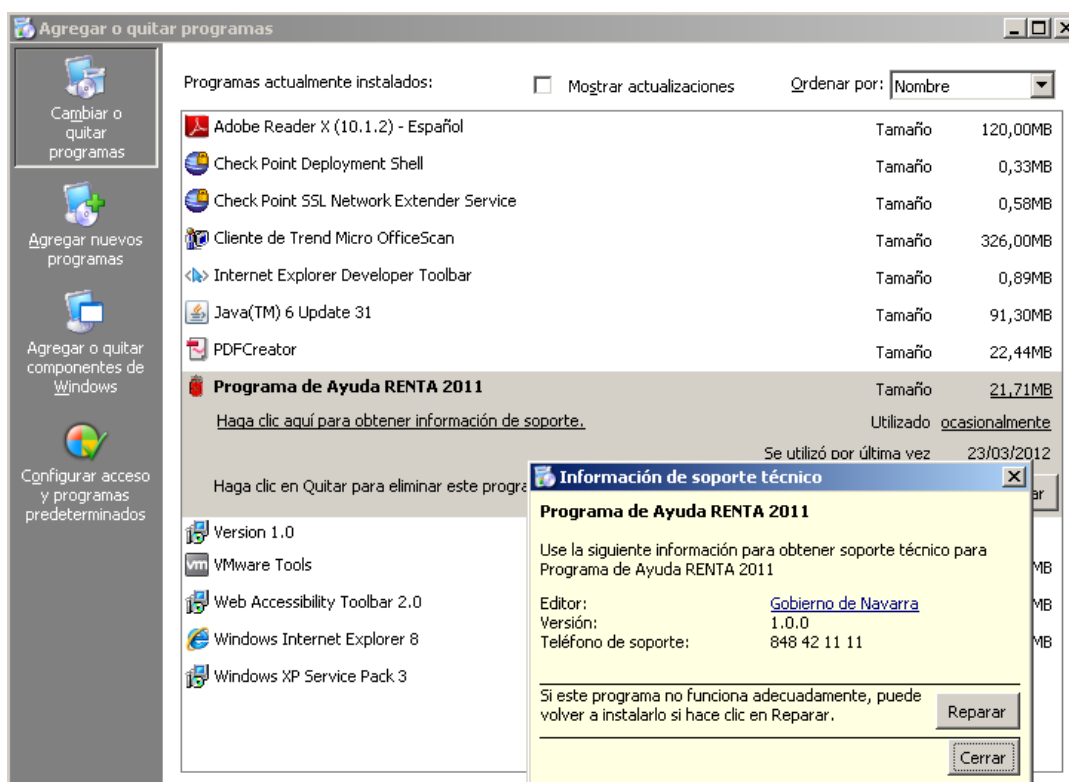 Agregar o quitar programas
Cambiar o
quitar
programas
Agregar nuevos
programas
Agregar o quitar
componentes de
Windows
Configurar acceso
y programas
predeterminados
Programas actualmente instalados:
Mostrar actualizaciones
Ordenar por: Nombre
Adobe Reader X (10.1.2) - Español Tamaño 120,00MB
Check Point Deployment Shell Tamaño 0,33MB
Check Point SSL Network Extender Service Tamaño 0,58MB
Cliente de Trend Micro OfficeScan Tamaño 326,00MB
Internet Explorer Developer Toolbar Tamaño 0,89MB
Java(TM) 6 Update 31 Tamaño 91,30MB
PDFCreator Tamaño 22,44MB
Programa de Ayuda RENTA 2011 Tamaño 21,71MB
Haga clic aquí para obtener información de soporte. Utilizado ocasionalmente
Se utilizó por última vez 23/03/2012
Haga clic en Quitar para eliminar este progra ar
Version 1.0
vm VMware Tools MB
Web Accessibility Toolbar 2.0 MB
Windows Internet Explorer 8 MB
Windows XP Service Pack 3
Información de soporte técnico
Programa de Ayuda RENTA 2011
Use la siguiente información para obtener soporte técnico para
Programa de Ayuda RENTA 2011
Editor: Gobierno de Navarra
Versión: 1.0.0
Teléfono de soporte: 848 42 11 11
Si este programa no funciona adecuadamente, puede
volver a instalarlo si hace clic en Reparar.
Reparar
Cerrar